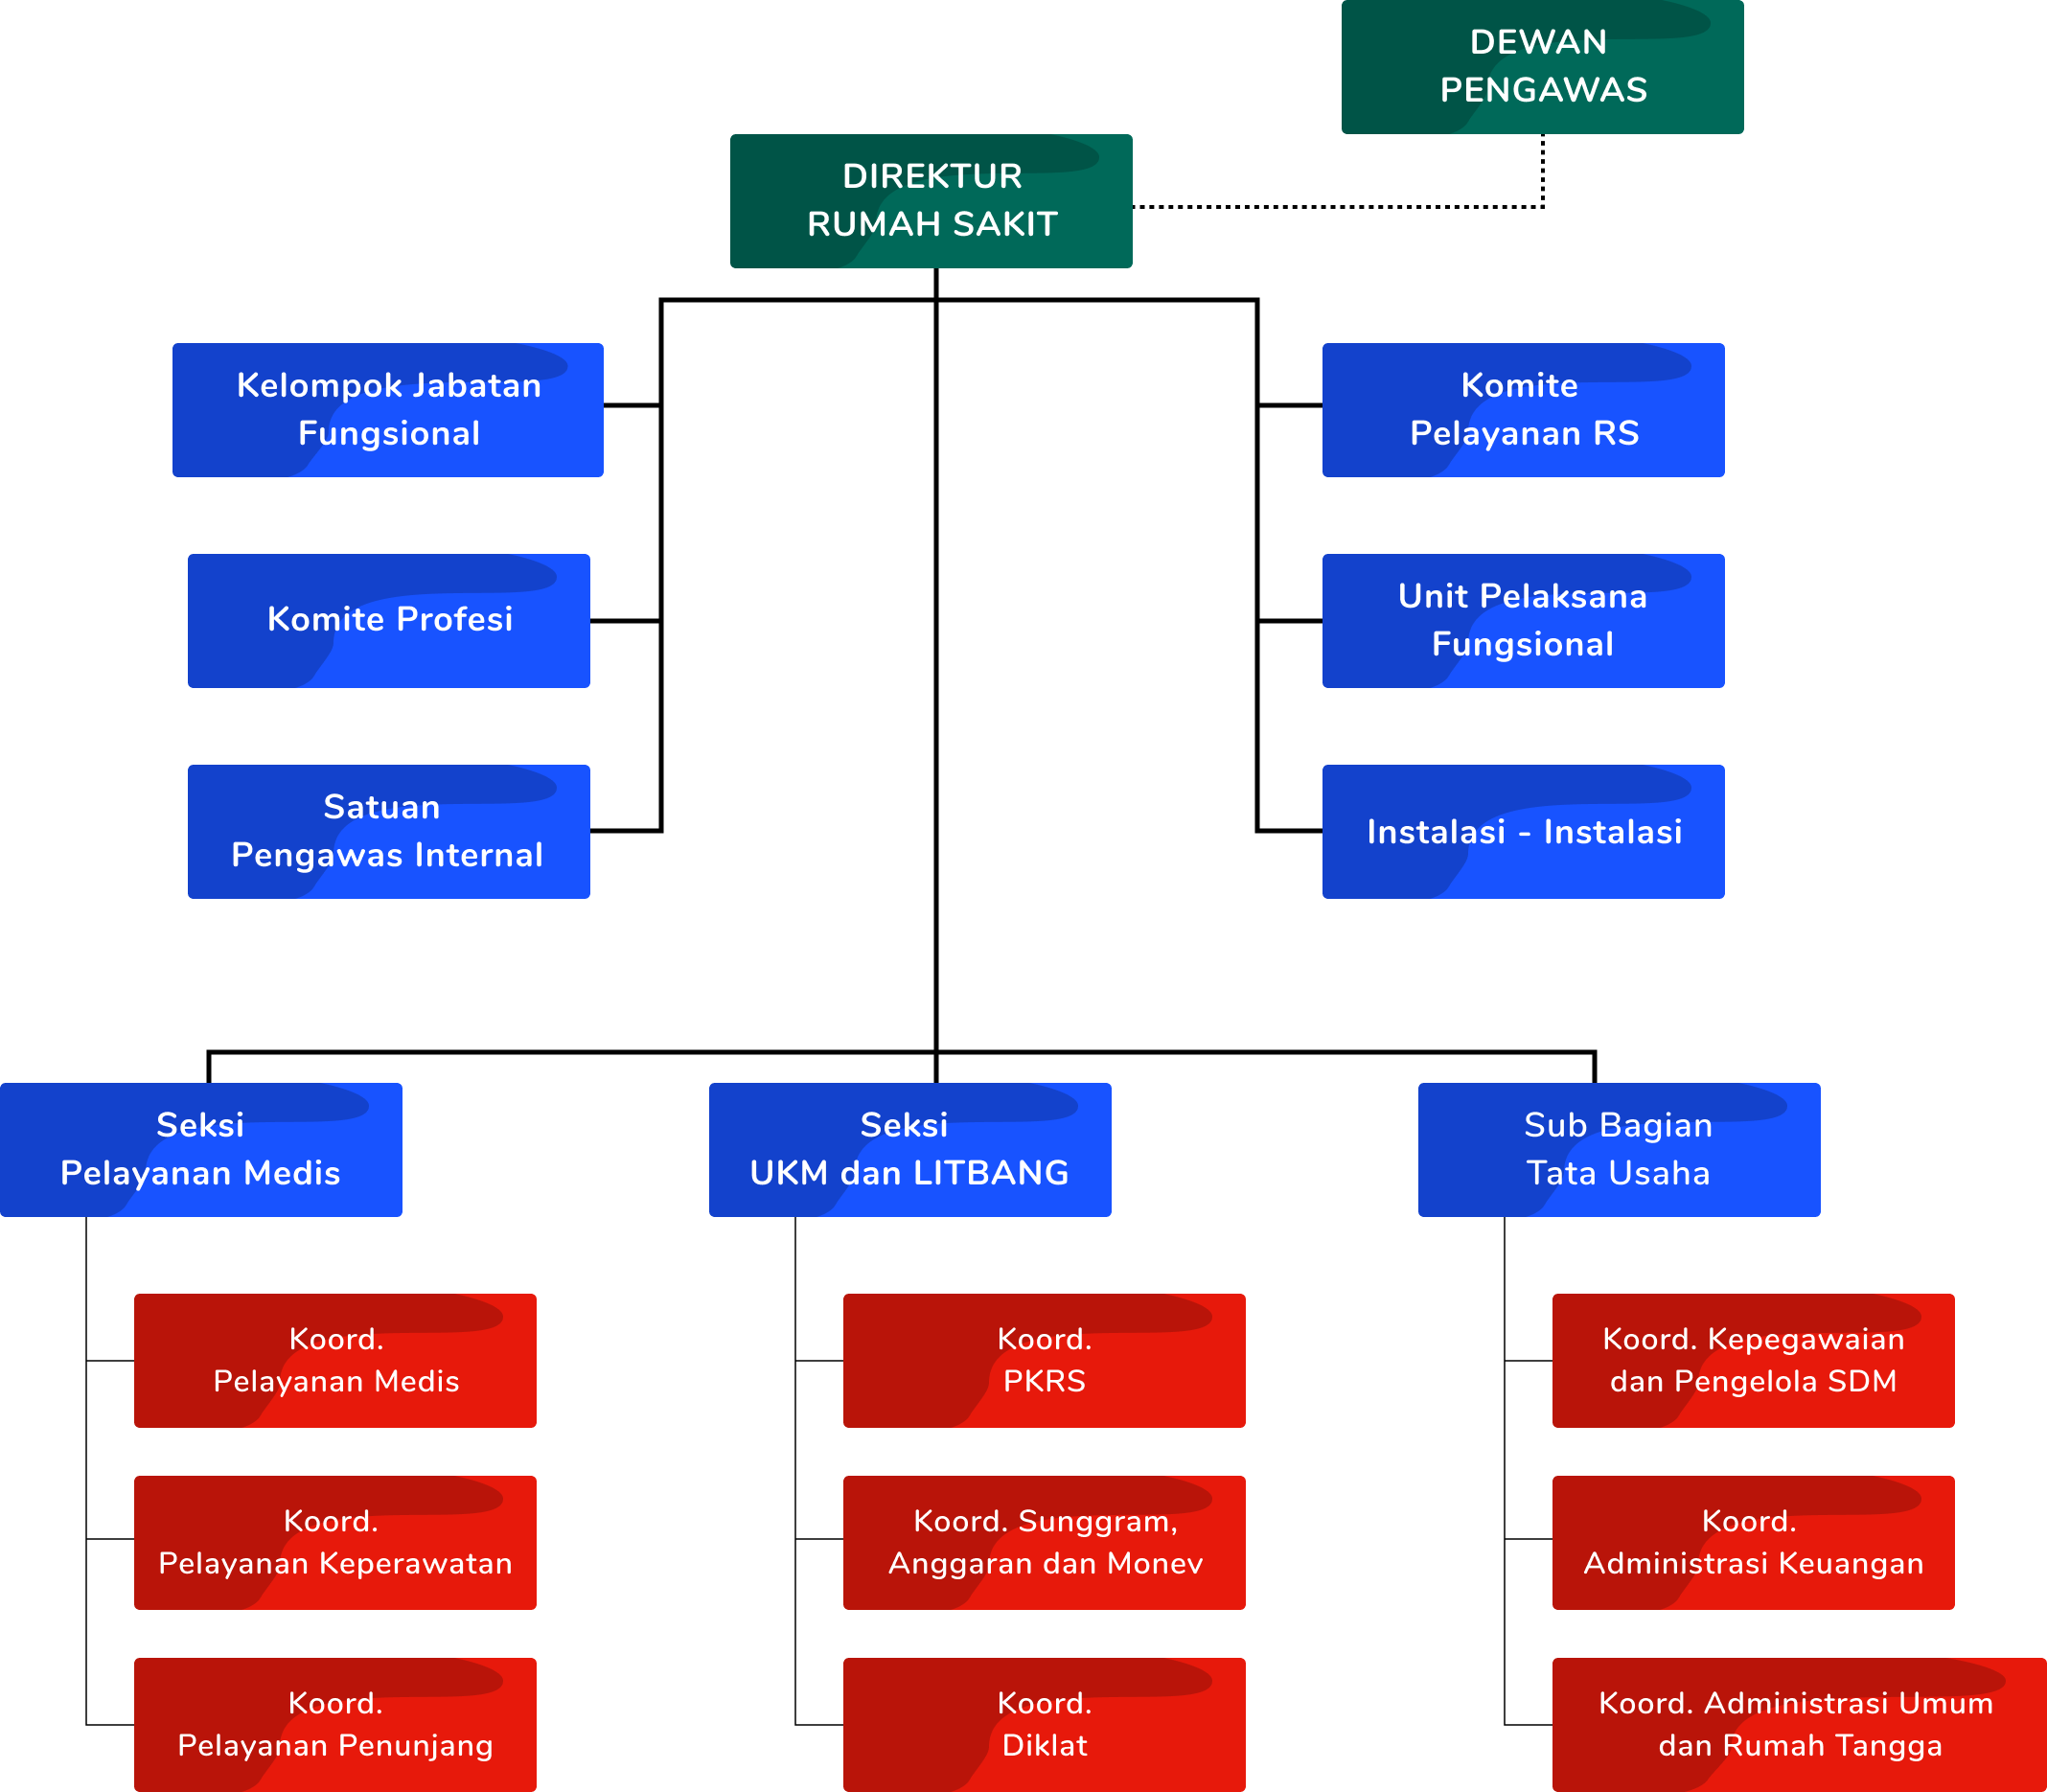 DEWAN
PENGAWAS
DIREKTUR
RUMAH SAKIT
Kelompok Jabatan
Fungsional
Komite
Pelayanan RS
Komite Profesi
Unit Pelaksana
Fungsional
Satuan
Pengawas Internal
Instalasi - Instalasi
Seksi
Pelayanan Medis
Seksi
UKM dan LITBANG
Sub Bagian
Tata Usaha
Koord.
Pelayanan Medis
Koord.
PKRS
Koord. Kepegawaian
dan Pengelola SDM
Koord.
Pelayanan Keperawatan
Koord. Sunggram,
Anggaran dan Monev
Koord.
Administrasi Keuangan
Koord.
Pelayanan Penunjang
Koord.
Diklat
Koord. Administrasi Umum
dan Rumah Tangga